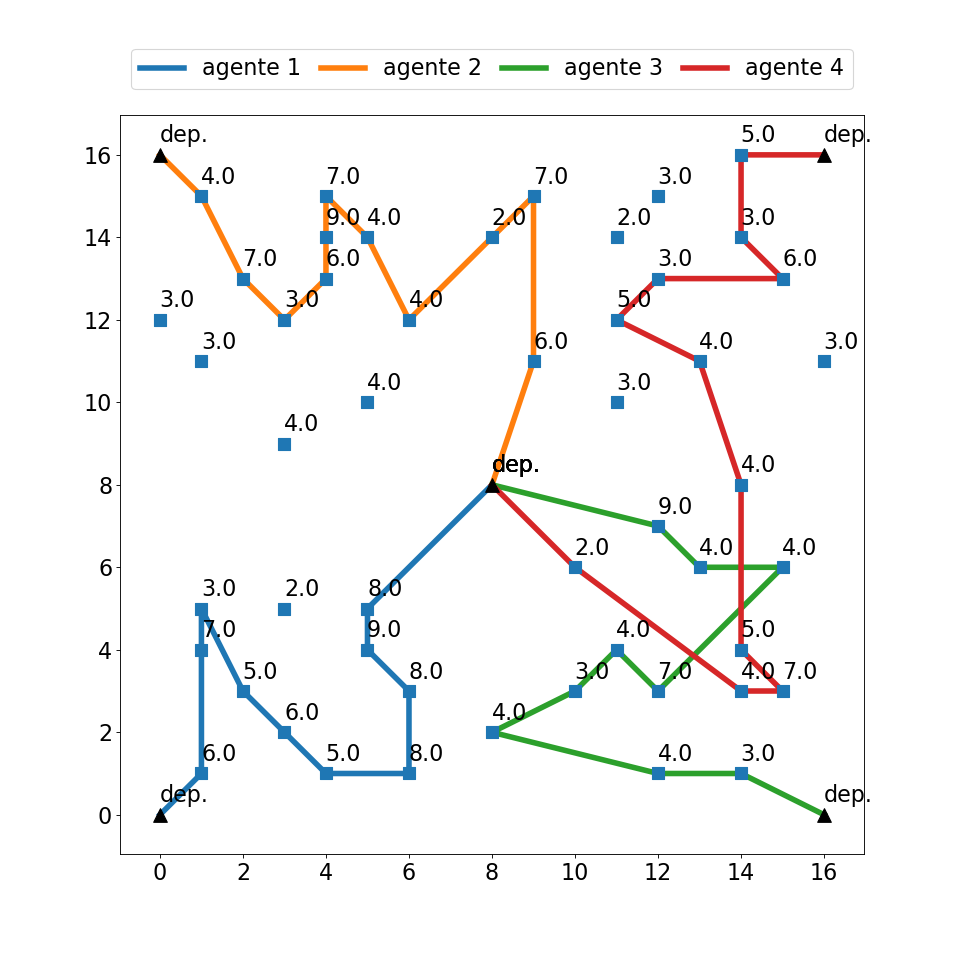 agente 1 agente 2 agente 3 agente 4
dep. 5.0 dep.
16
4.0 7.0 7.0 3.0
9.0 4.0 2.0 2.0 3.0
14
7.0 6.0 3.0 6.0
3.0 3.0 4.0 5.0
12
3.0 6.0 4.0 3.0
4.0 3.0
10
4.0
dep. 4.0
8
9.0
2.0 4.0 4.0
6
3.0 2.0 8.0
7.0 9.0 4.0 5.0
4
5.0 8.0 3.0 7.0 4.0 7.0
6.0 4.0
2
6.0 5.0 8.0 4.0 3.0
dep. dep.
0
0 2 4 6 8 10 12 14 16